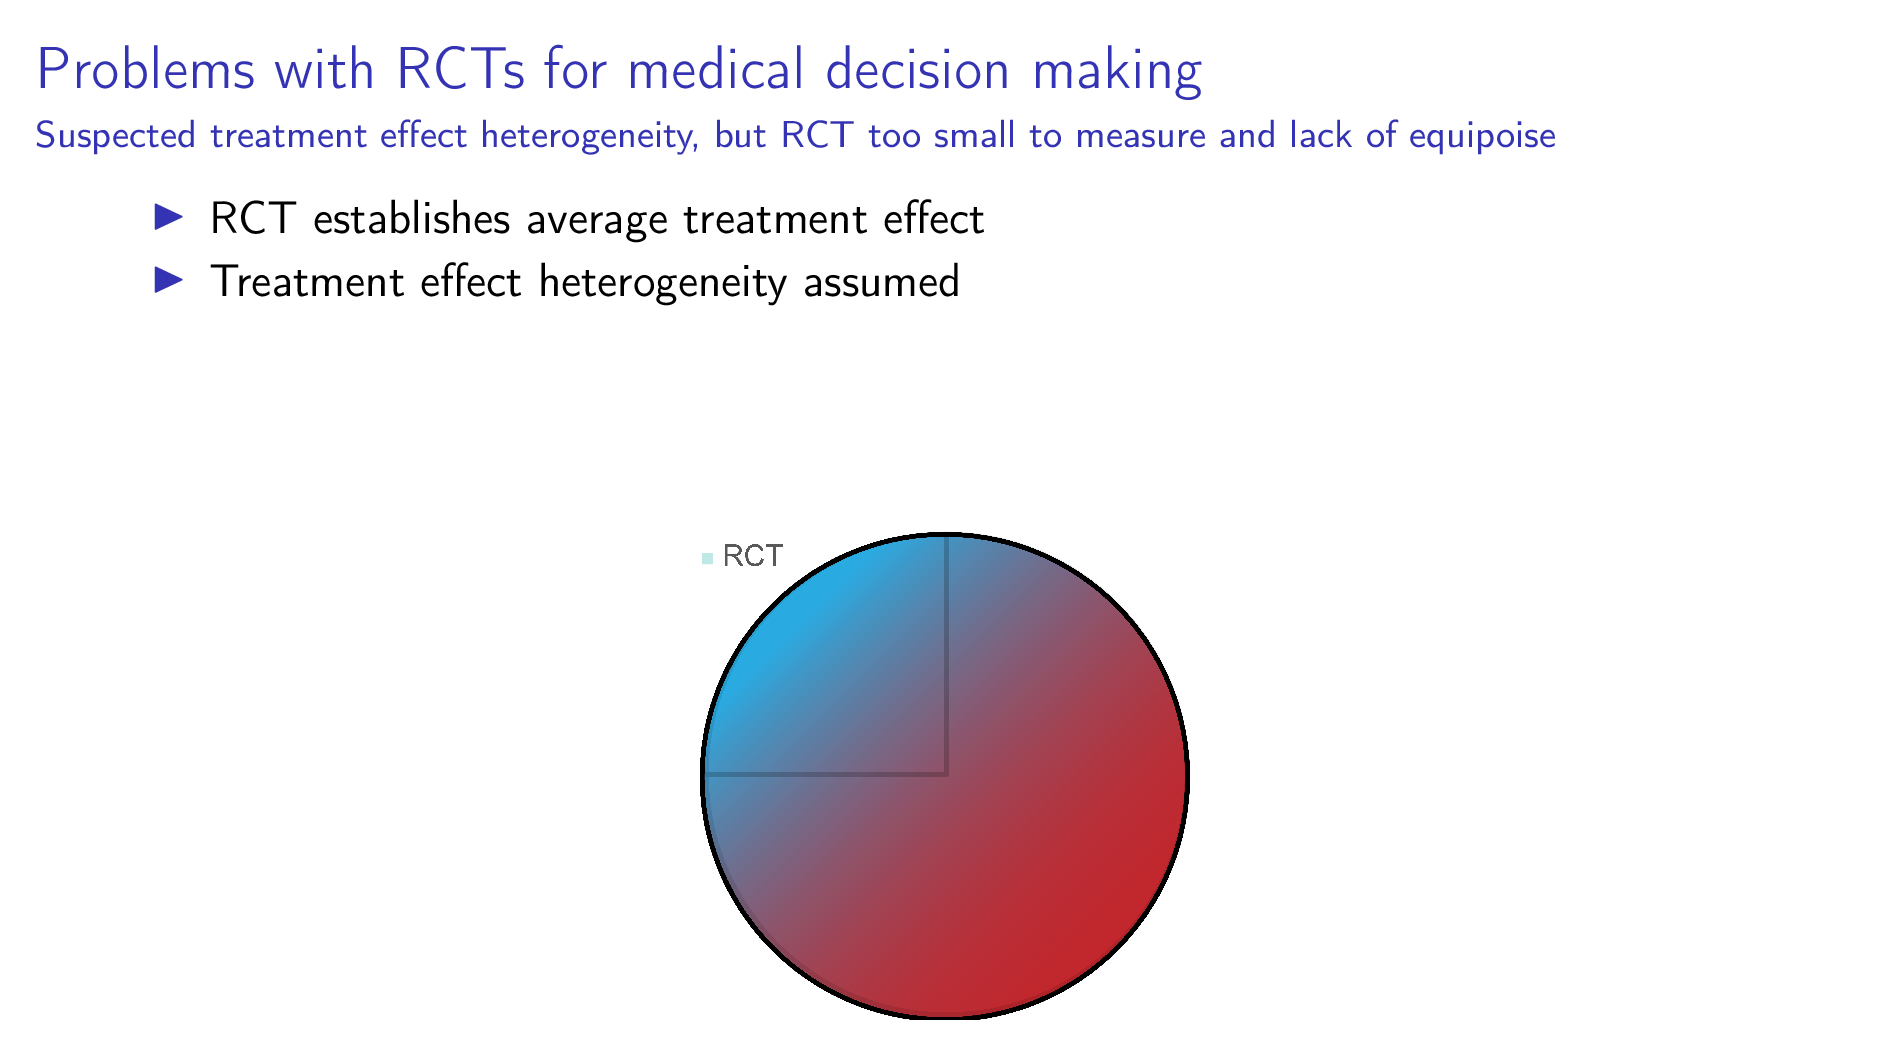 Problems with RCTs for medical decision making
Suspected treatment effect heterogeneity, but RCT too small to measure and lack of equipoise
RCT establishes average treatment effect
Treatment effect heterogeneity assumed
RCT